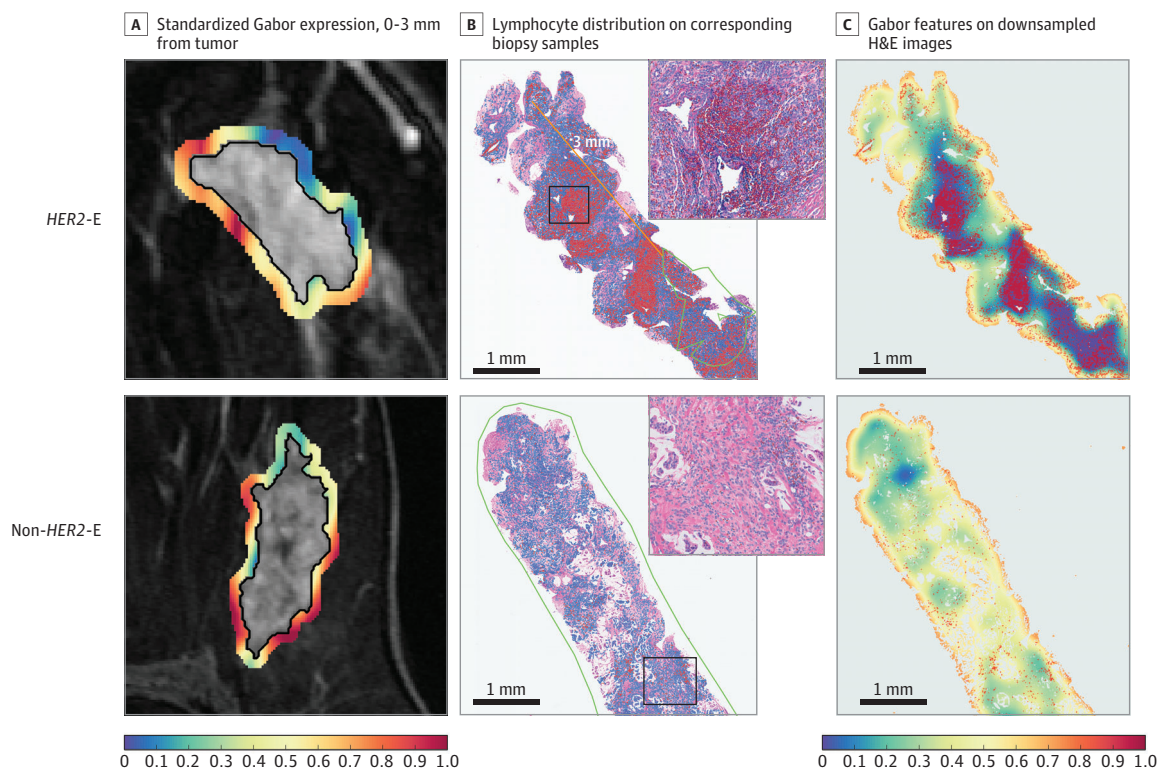 A Standardized Gabor expression, 0-3 mm
from tumor
B Lymphocyte distribution on corresponding
biopsy samples
C Gabor features on downsampled
H&E images
HER2-E
3 mm
1 mm
1 mm
Non-HER2-E
1 mm
1 mm
0 0.1 0.2 0.3 0.4 0.5 0.6 0.7 0.8 0.9 1.0
0 0.1 0.2 0.3 0.4 0.5 0.6 0.7 0.8 0.9 1.0